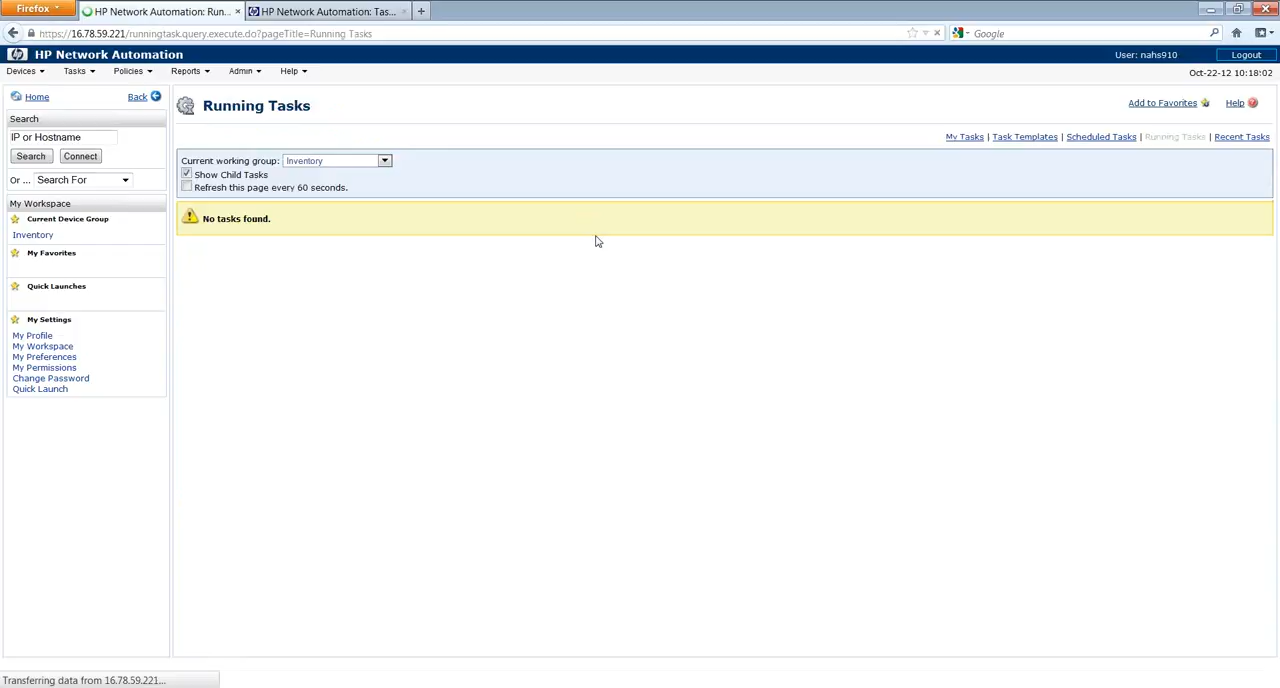 Firefox
HP Network Automation: Run...
HP Network Automation: Tas...
https://16.78.59.221/runningtask.query.execute.do?pageTitle=Running Tasks
Google
HP Network Automation
User: nahs910
Logout
Devices
Tasks
Policies
Reports
Admin
Help
Oct-22-12 10:18:02
Home
Back
Running Tasks
Add to Favorites
Help
Search
IP or Hostname
Search
Connect
Or ...
Search For
My Tasks | Task Templates | Scheduled Tasks | Running Tasks | Recent Tasks
Current working group: Inventory
Show Child Tasks
Refresh this page every 60 seconds.
No tasks found.
My Workspace
Current Device Group
Inventory
My Favorites
Quick Launches
My Settings
My Profile
My Workspace
My Preferences
My Permissions
Change Password
Quick Launch
Transferring data from 16.78.59.221...